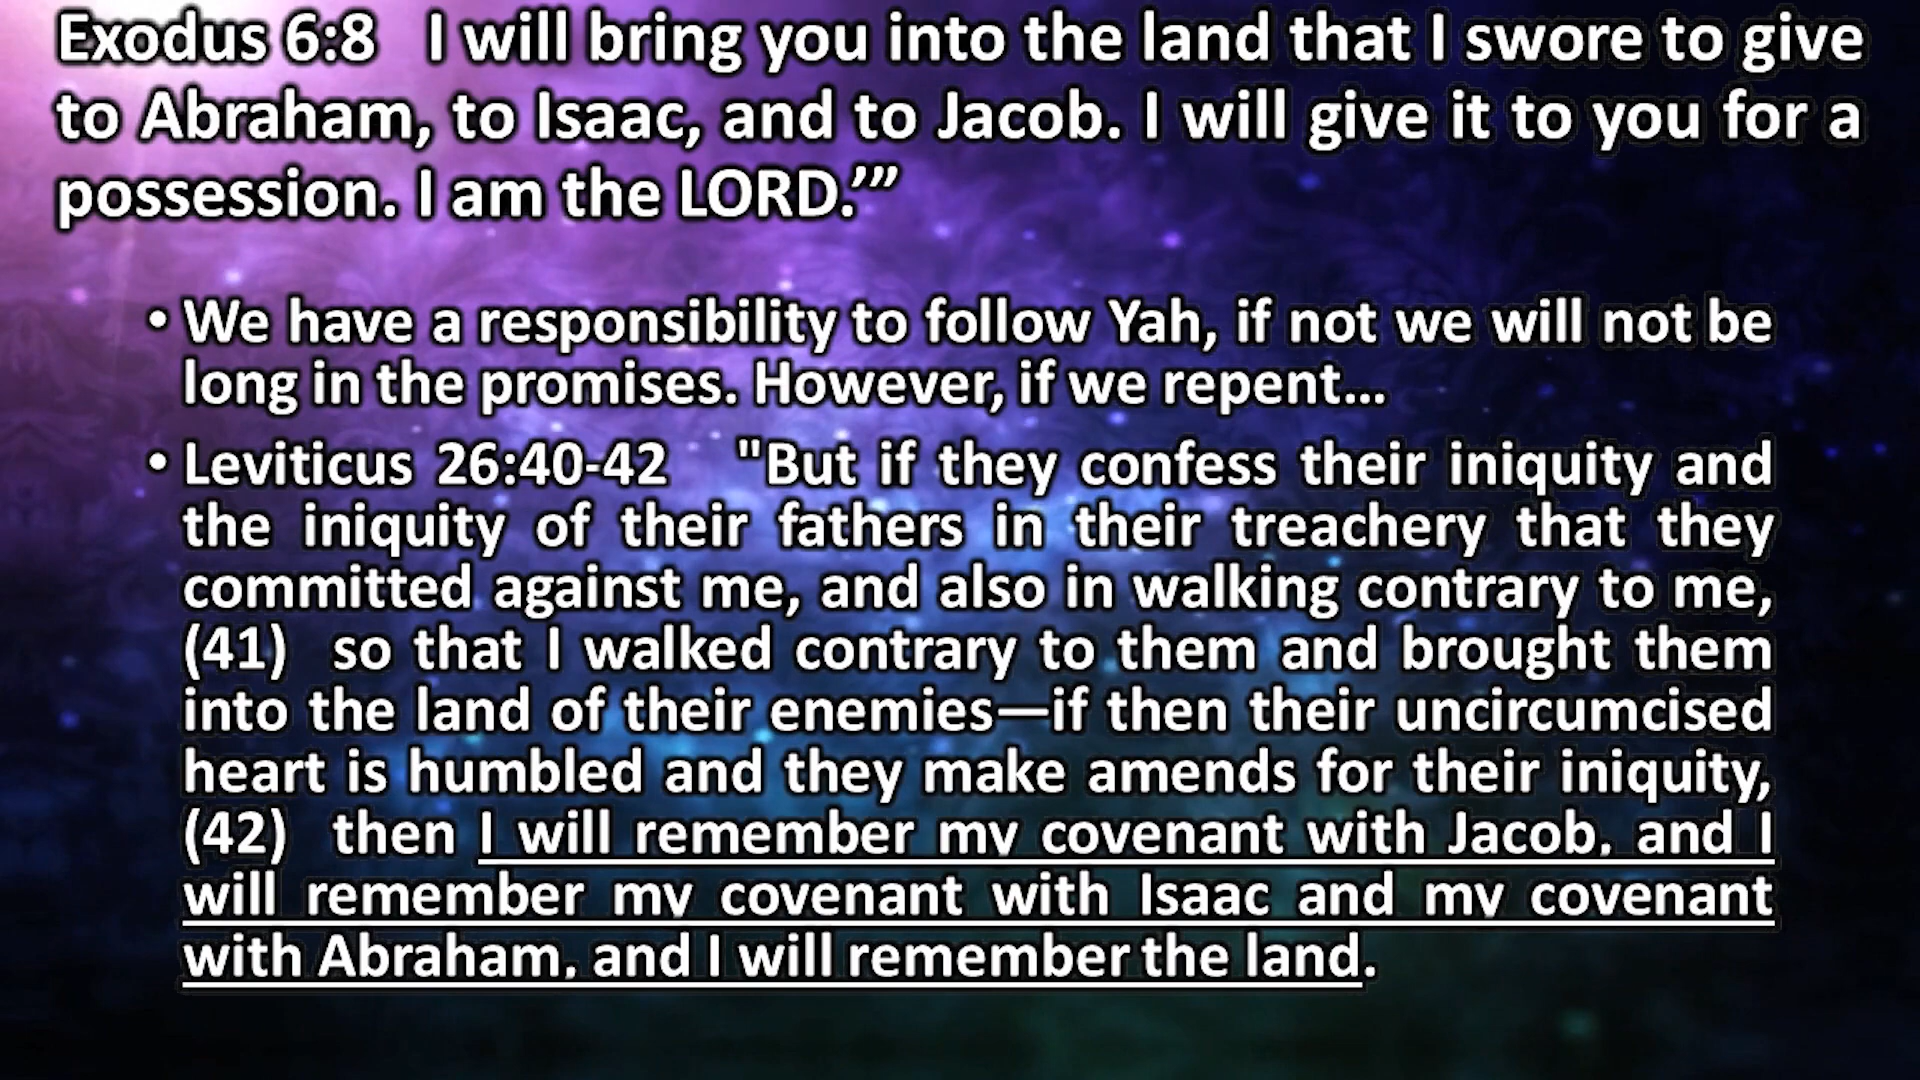 Exodus 6:8 I will bring you into the land that I swore to give
to Abraham, to Isaac, and to Jacob. I will give it to you for a
possession. I am the LORD.’”
• We have a responsibility to follow Yah, if not we will not be
long in the promises. However, if we repent…
• Leviticus 26:40-42 "But if they confess their iniquity and
the iniquity of their fathers in their treachery that they
committed against me, and also in walking contrary to me,
(41) so that I walked contrary to them and brought them
into the land of their enemies—if then their uncircumcised
heart is humbled and they make amends for their iniquity,
(42) then I will remember my covenant with Jacob, and I
will remember my covenant with Isaac and my covenant
with Abraham, and I will remember the land.